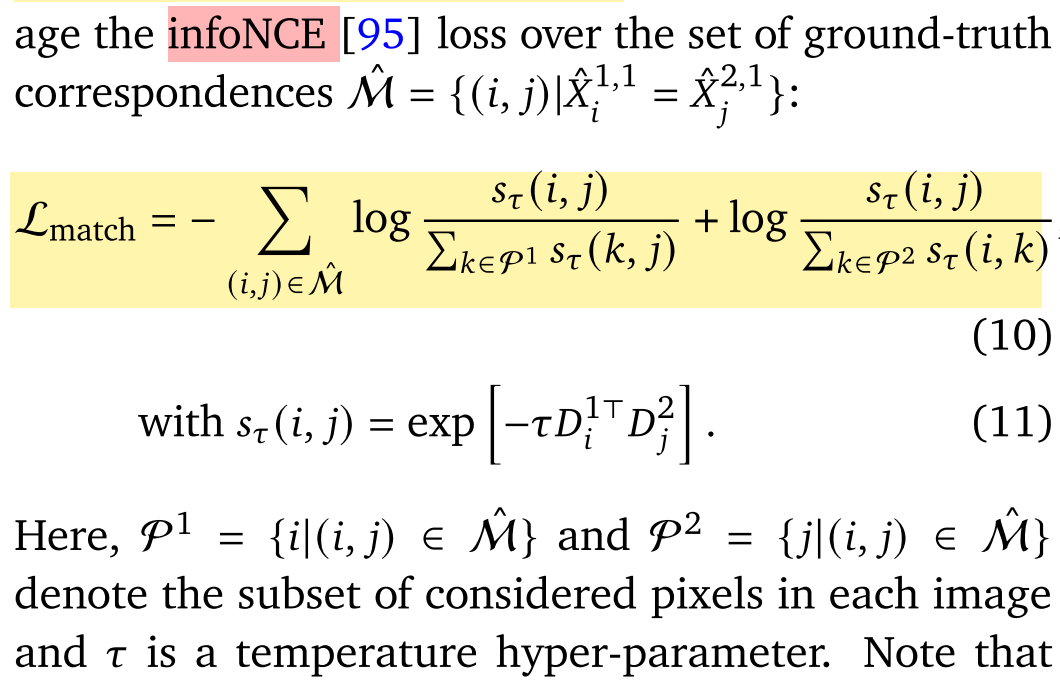 age the infoNCE [95] loss over the set of ground-truth
correspondences $\hat{\mathcal{M}} = \{(i, j)|\hat{X}_i^{1,1} = \hat{X}_j^{2,1}\}$:
$\mathcal{L}_{\text{match}} = - \sum_{(i,j)\in\hat{\mathcal{M}}} \log \frac{s_\tau(i, j)}{\sum_{k\in\mathcal{P}^1} s_\tau(k, j)} + \log \frac{s_\tau(i, j)}{\sum_{k\in\mathcal{P}^2} s_\tau(i, k)}$
(10)
with $s_\tau(i, j) = \exp\left[-\tau D_i^{1\top} D_j^2\right].$ (11)
Here, $\mathcal{P}^1 = \{i|(i, j) \in \hat{\mathcal{M}}\}$ and $\mathcal{P}^2 = \{j|(i, j) \in \hat{\mathcal{M}}\}$
denote the subset of considered pixels in each image
and $\tau$ is a temperature hyper-parameter. Note that